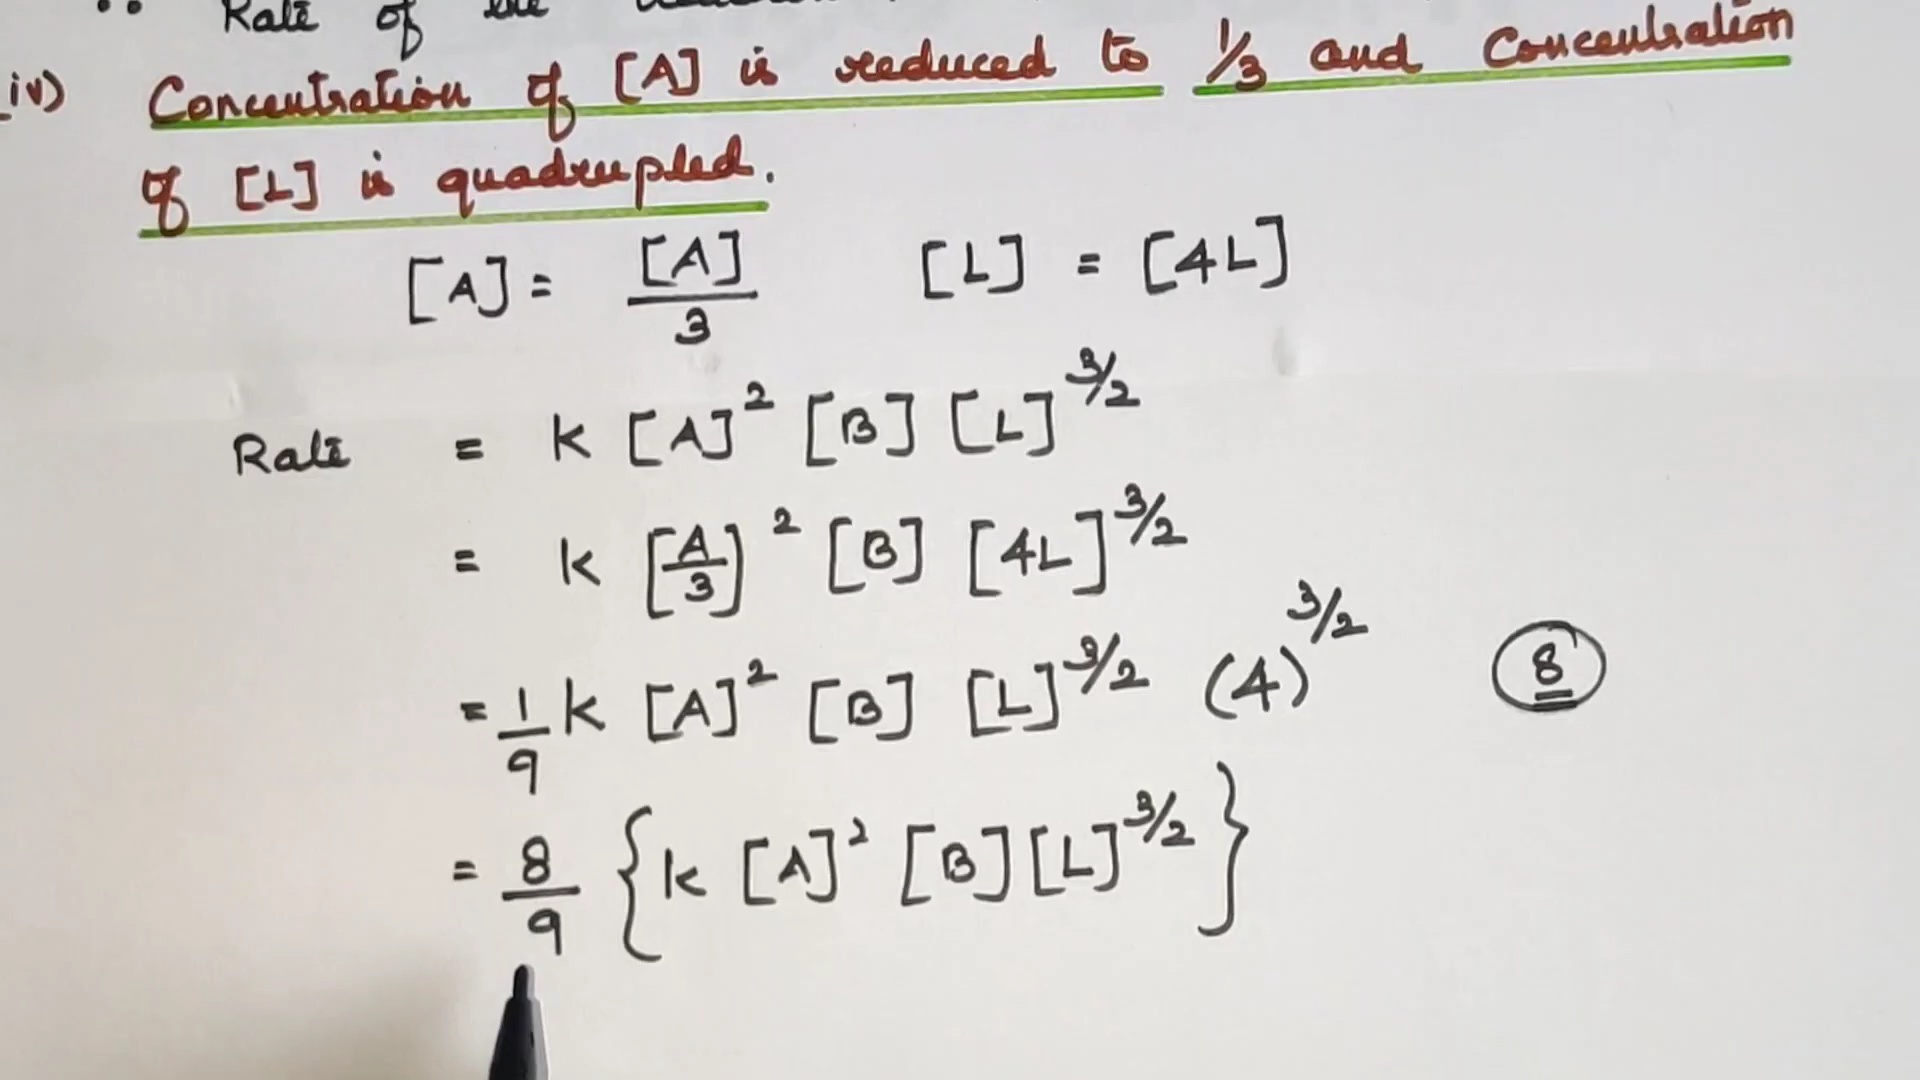 ∴ Rate of the
iv) Concentration of [A] is reduced to 1/3 and Concentration
of [L] is quadrupled.
[A] = [A]/3 [L] = [4L]
Rate = k [A]² [B] [L]^3/2
= k [A/3]² [B] [4L]^3/2
= 1/9 k [A]² [B] [L]^3/2 (4)^3/2 8
= 8/9 {k [A]² [B] [L]^3/2}